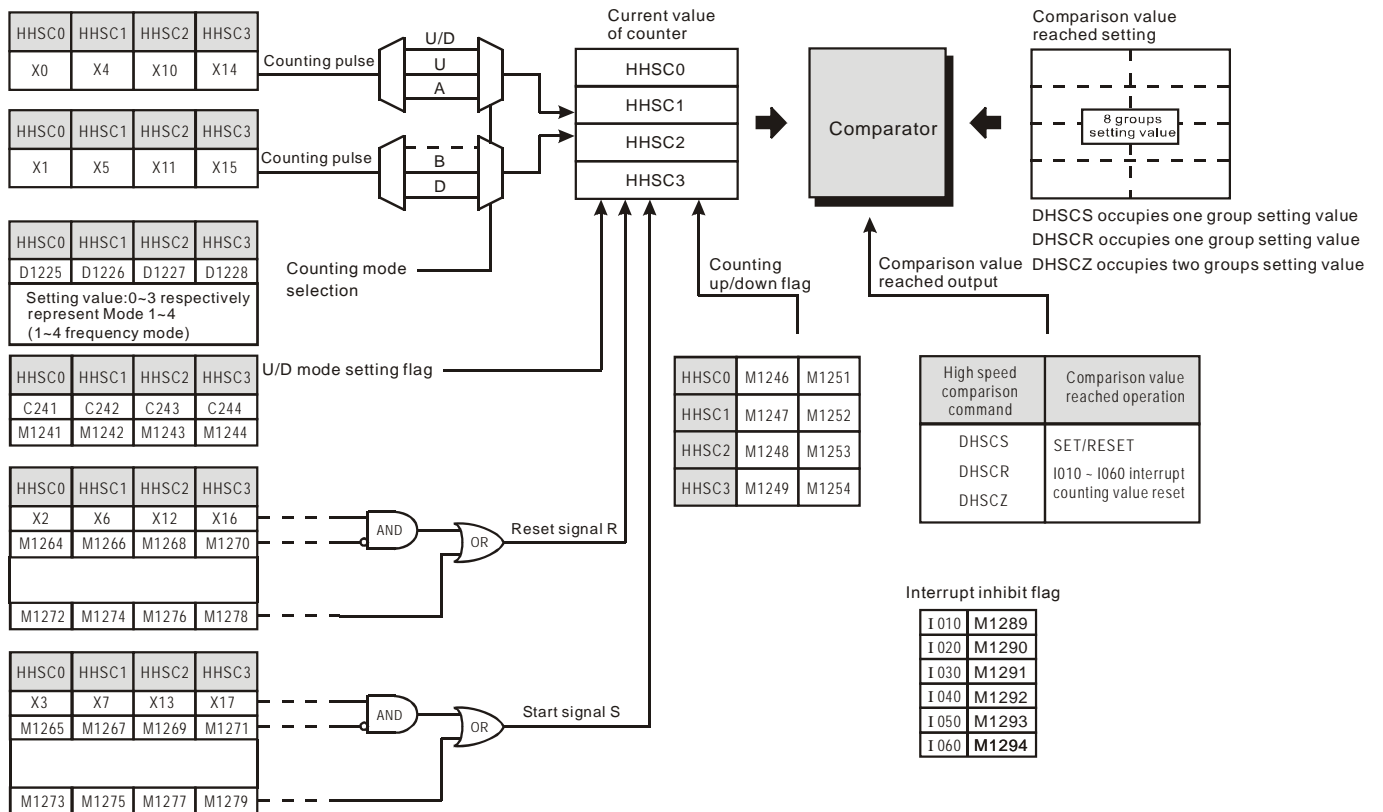 HHSC0 HHSC1 HHSC2 HHSC3
X0 X4 X10 X14
Counting pulse
U/D
U
A
HHSC0 HHSC1 HHSC2 HHSC3
X1 X5 X11 X15
Counting pulse
B
D
HHSC0 HHSC1 HHSC2 HHSC3
D1225 D1226 D1227 D1228
Setting value:0~3 respectively
represent Mode 1~4
(1~4 frequency mode)
Counting mode
selection
HHSC0 HHSC1 HHSC2 HHSC3
C241 C242 C243 C244
M1241 M1242 M1243 M1244
U/D mode setting flag
HHSC0 HHSC1 HHSC2 HHSC3
X2 X6 X12 X16
M1264 M1266 M1268 M1270
M1272 M1274 M1276 M1278
AND
OR
Reset signal R
HHSC0 HHSC1 HHSC2 HHSC3
X3 X7 X13 X17
M1265 M1267 M1269 M1271
M1273 M1275 M1277 M1279
AND
OR
Start signal S
Current value
of counter
HHSC0
HHSC1
HHSC2
HHSC3
Comparator
Comparison value
reached setting
8 groups
setting value
DHSCS occupies one group setting value
DHSCR occupies one group setting value
DHSCZ occupies two groups setting value
Counting
up/down flag
Comparison value
reached output
HHSC0 M1246 M1251
HHSC1 M1247 M1252
HHSC2 M1248 M1253
HHSC3 M1249 M1254
High speed
comparison
command
Comparison value
reached operation
DHSCS
DHSCR
DHSCZ
SET/RESET
I010 ~ I060 interrupt
counting value reset
Interrupt inhibit flag
I 010 M1289
I 020 M1290
I 030 M1291
I 040 M1292
I 050 M1293
I 060 M1294